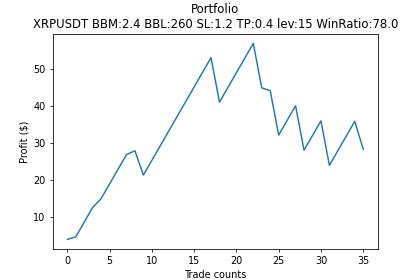 Portfolio
XRPUSDT BBM:2.4 BBL:260 SL:1.2 TP:0.4 lev:15 WinRatio:78.0
Profit ($)
50
40
30
20
10
0 5 10 15 20 25 30 35
Trade counts